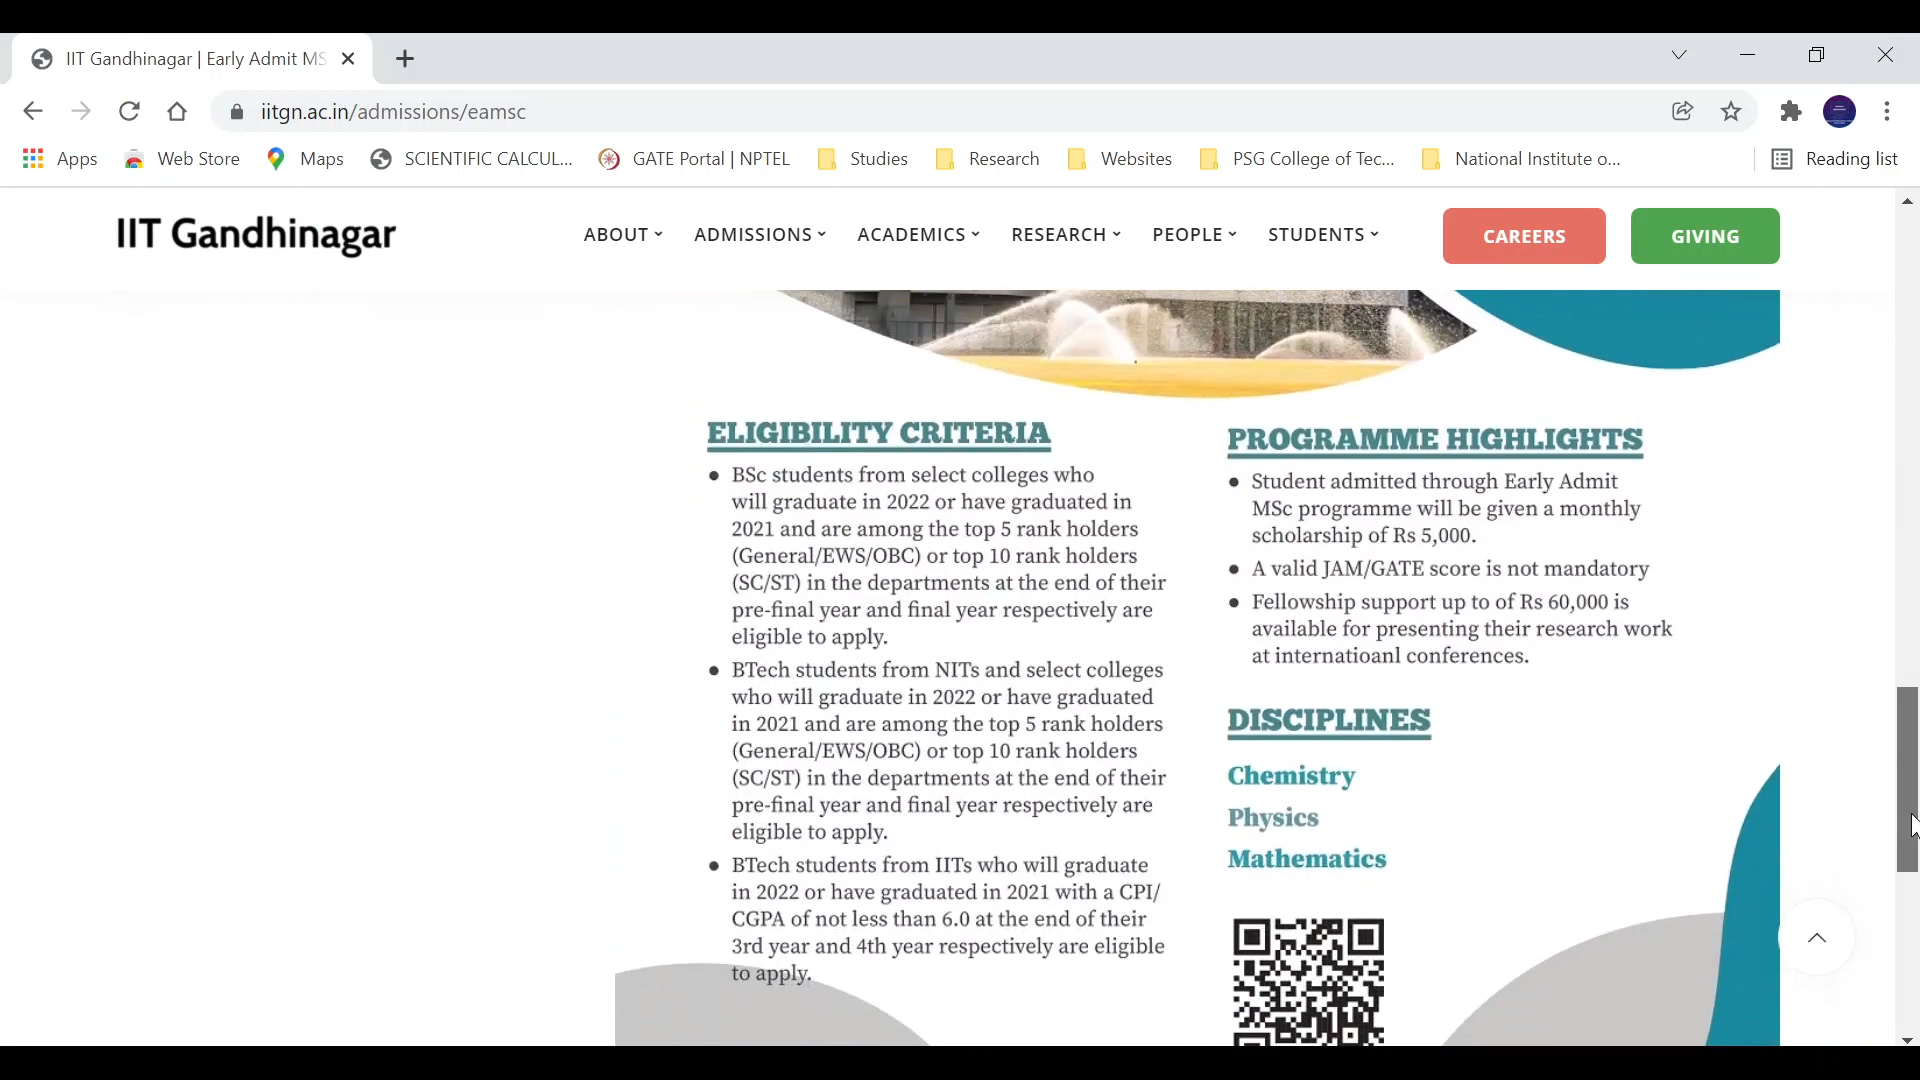 IIT Gandhinagar | Early Admit MS
iitgn.ac.in/admissions/eamsc
Apps
Web Store
Maps
SCIENTIFIC CALCUL...
GATE Portal | NPTEL
Studies
Research
Websites
PSG College of Tec...
National Institute o...
Reading list
IIT Gandhinagar
ABOUT
ADMISSIONS
ACADEMICS
RESEARCH
PEOPLE
STUDENTS
CAREERS
GIVING
ELIGIBILITY CRITERIA
• BSc students from select colleges who
will graduate in 2022 or have graduated in
2021 and are among the top 5 rank holders
(General/EWS/OBC) or top 10 rank holders
(SC/ST) in the departments at the end of their
pre-final year and final year respectively are
eligible to apply.
• BTech students from NITs and select colleges
who will graduate in 2022 or have graduated
in 2021 and are among the top 5 rank holders
(General/EWS/OBC) or top 10 rank holders
(SC/ST) in the departments at the end of their
pre-final year and final year respectively are
eligible to apply.
• BTech students from IITs who will graduate
in 2022 or have graduated in 2021 with a CPI/
CGPA of not less than 6.0 at the end of their
3rd year and 4th year respectively are eligible
to apply.
PROGRAMME HIGHLIGHTS
• Student admitted through Early Admit
MSc programme will be given a monthly
scholarship of Rs 5,000.
• A valid JAM/GATE score is not mandatory
• Fellowship support up to of Rs 60,000 is
available for presenting their research work
at internatioanl conferences.
DISCIPLINES
Chemistry
Physics
Mathematics